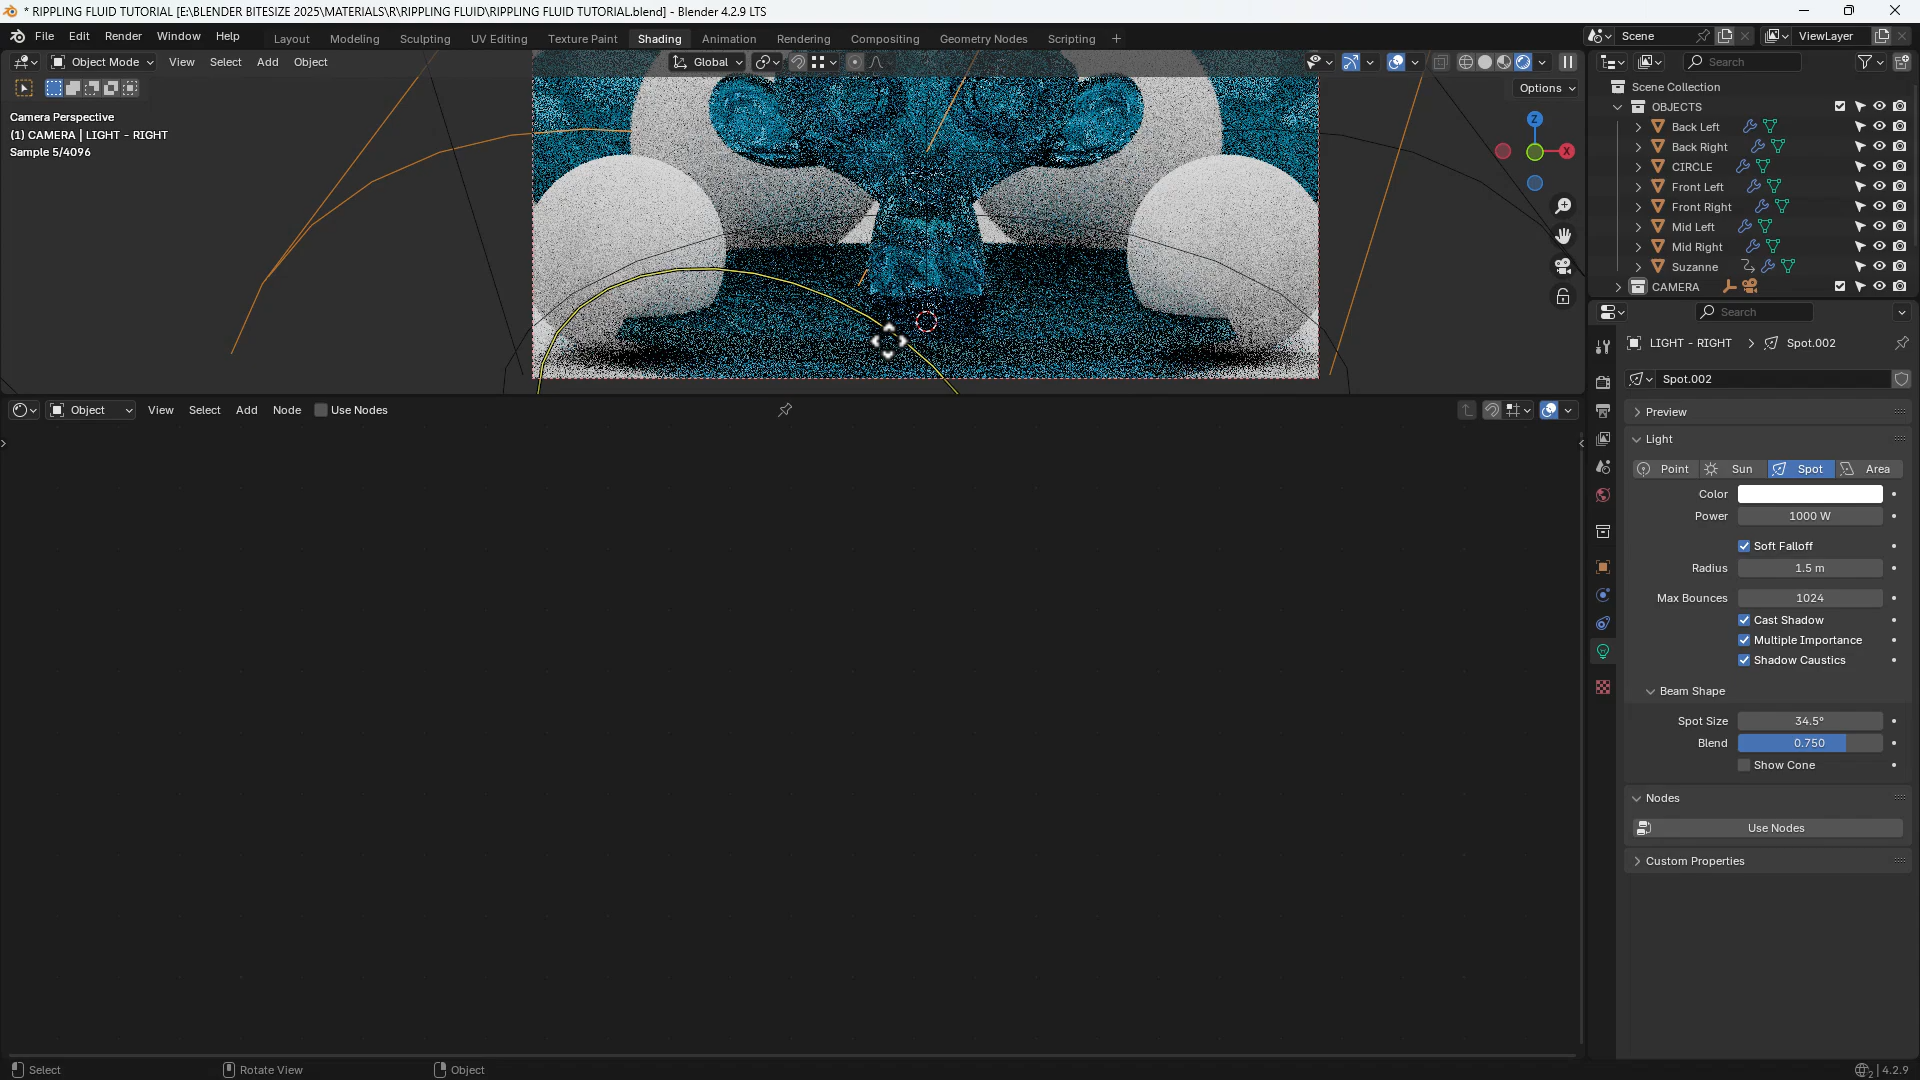 * RIPPLING FLUID TUTORIAL [E:\BLENDER BITESIZE 2025\MATERIALS\R\RIPPLING FLUID\RIPPLING FLUID TUTORIAL.blend] - Blender 4.2.9 LTS
File Edit Render Window Help Layout Modeling Sculpting UV Editing Shading Texture Paint Animation Rendering Compositing Geometry Nodes Scripting + Scene ViewLayer
Object Mode View Select Add Object Global Search
Options
Camera Perspective
(1) CAMERA | LIGHT - RIGHT
Sample 5/4096
Z
X
Scene Collection
OBJECTS
Back Left
Back Right
CIRCLE
Front Left
Front Right
Mid Left
Mid Right
Suzanne
CAMERA
Search
LIGHT - RIGHT > Spot.002
Spot.002
Preview
Light
Point Sun Spot Area
Color
Power 1000 W
Soft Falloff
Radius 1.5 m
Max Bounces 1024
Cast Shadow
Multiple Importance
Shadow Caustics
Beam Shape
Spot Size 34.5°
Blend 0.750
Show Cone
Nodes
Use Nodes
Custom Properties
Object View Select Add Node Use Nodes
Select Rotate View Object 2 4.2.9